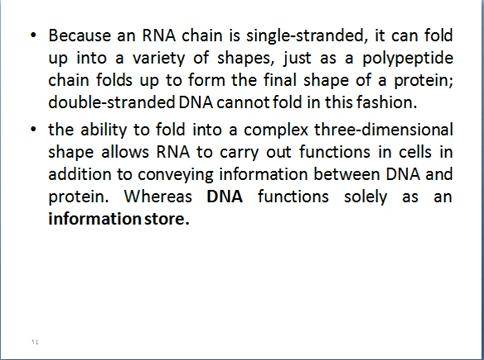 • Because an RNA chain is single-stranded, it can fold
up into a variety of shapes, just as a polypeptide
chain folds up to form the final shape of a protein;
double-stranded DNA cannot fold in this fashion.
• the ability to fold into a complex three-dimensional
shape allows RNA to carry out functions in cells in
addition to conveying information between DNA and
protein. Whereas DNA functions solely as an
information store.